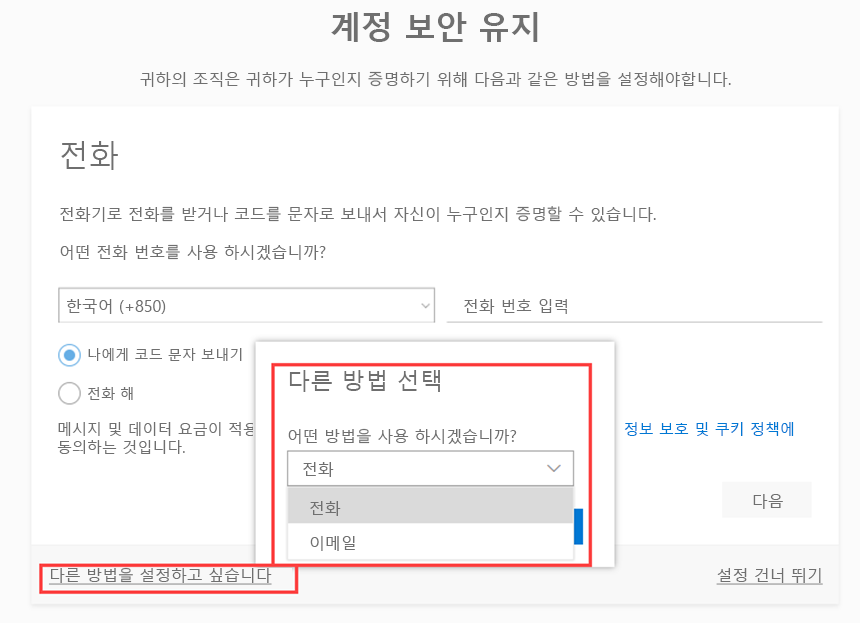 계정 보안 유지
귀하의 조직은 귀하가 누구인지 증명하기 위해 다음과 같은 방법을 설정해야합니다.
전화
전화기로 전화를 받거나 코드를 문자로 보내서 자신이 누구인지 증명할 수 있습니다.
어떤 전화 번호를 사용 하시겠습니까?
한국어 (+850)
전화 번호 입력
나에게 코드 문자 보내기
전화 해
메시지 및 데이터 요금이 적용
정보 보호 및 쿠키 정책에
동의하는 것입니다.
다른 방법 선택
어떤 방법을 사용 하시겠습니까?
전화
전화
이메일
다음
다른 방법을 설정하고 싶습니다
설정 건너 뛰기